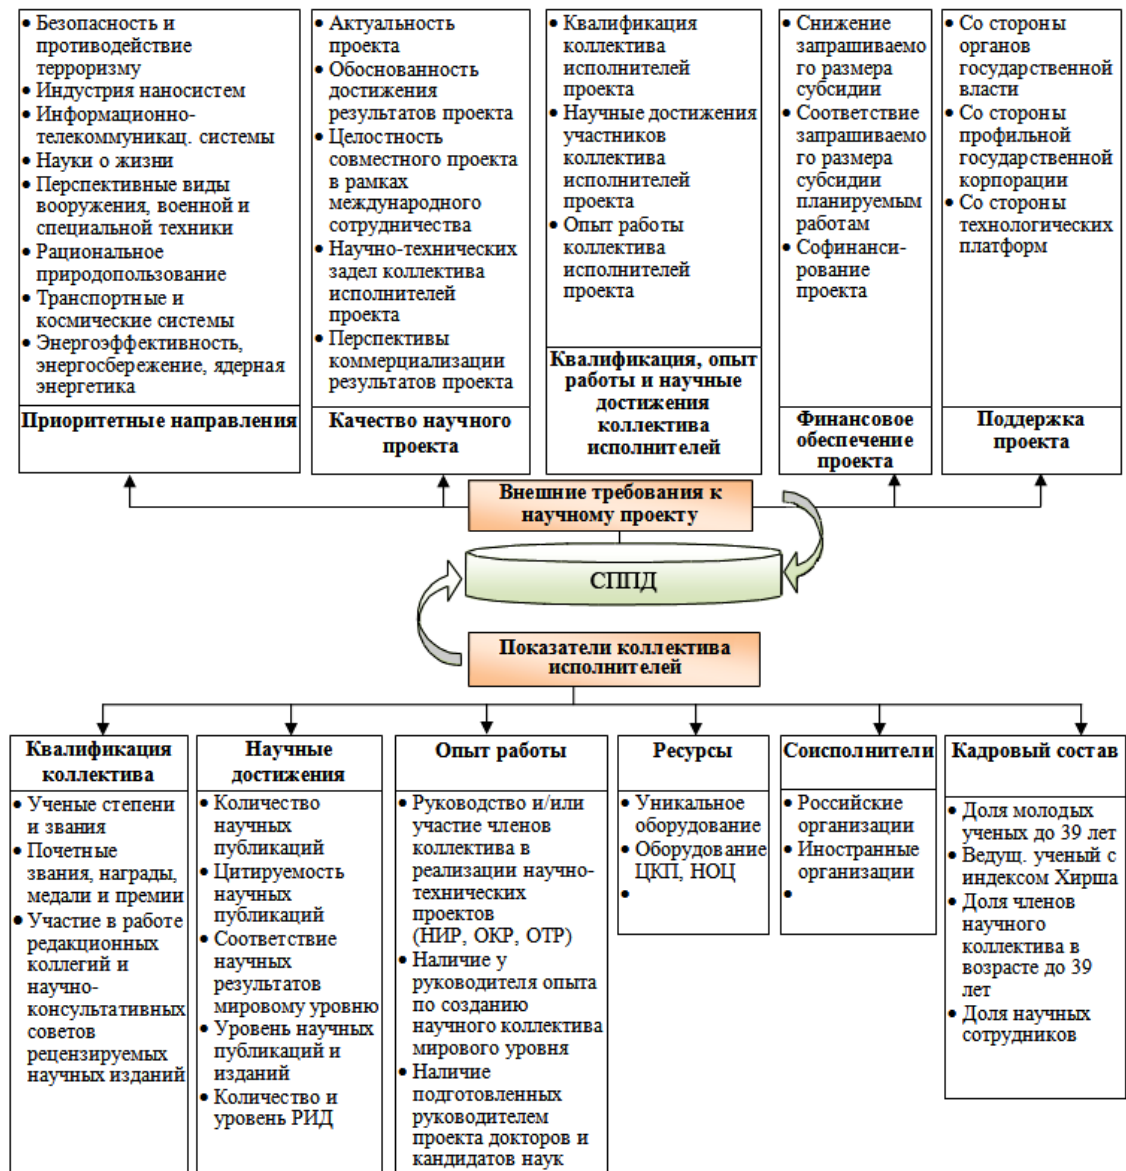 • Безопасность и
противодействие
терроризму
• Индустрия наносистем
• Информационно-
телекоммуникац. системы
• Науки о жизни
• Перспективные виды
вооружения, военной и
специальной техники
• Рациональное
природопользование
• Транспортные и
космические системы
• Энергоэффективность,
энергосбережение, ядерная
энергетика
Приоритетные направления
• Актуальность
проекта
• Обоснованность
достижения
результатов проекта
• Целостность
совместного проекта
в рамках
международного
сотрудничества
• Научно-технических
задел коллектива
исполнителей
проекта
• Перспективы
коммерциализации
результатов проекта
Качество научного
проекта
• Квалификация
коллектива
исполнителей
проекта
• Научные достижения
участников
коллектива
исполнителей
проекта
• Опыт работы
коллектива
исполнителей
проекта
Квалификация, опыт
работы и научные
достижения
коллектива
исполнителей
• Снижение
запрашиваемо
го размера
субсидии
• Соответствие
запрашиваемо
го размера
субсидии
планируемым
работам
• Софинанси-
рование
проекта
Финансовое
обеспечение
проекта
• Со стороны
органов
государственной
власти
• Со стороны
профильной
государственной
корпорации
• Со стороны
технологических
платформ
Поддержка
проекта
Внешние требования к
научному проекту
СППД
Показатели коллектива
исполнителей
Квалификация
коллектива
• Ученые степени
и звания
• Почетные
звания, награды,
медали и премии
• Участие в работе
редакционных
коллегий и
научно-
консультативных
советов
рецензируемых
научных изданий
Научные
достижения
• Количество
научных
публикаций
• Цитируемость
научных
публикаций
• Соответствие
научных
результатов
мировому уровню
• Уровень научных
публикаций и
изданий
• Количество и
уровень РИД
Опыт работы
• Руководство и/или
участие членов
коллектива в
реализации научно-
технических
проектов
(НИР, ОКР, ОТР)
• Наличие у
руководителя опыта
по созданию
научного коллектива
мирового уровня
• Наличие
подготовленных
руководителем
проекта докторов и
кандидатов наук
Ресурсы
• Уникальное
оборудование
• Оборудование
ЦКП, НОЦ
•
Соисполнители
• Российские
организации
• Иностранные
организации
•
Кадровый состав
• Доля молодых
ученых до 39 лет
• Ведущ. ученый с
индексом Хирша
• Доля членов
научного
коллектива в
возрасте до 39
лет
• Доля научных
сотрудников